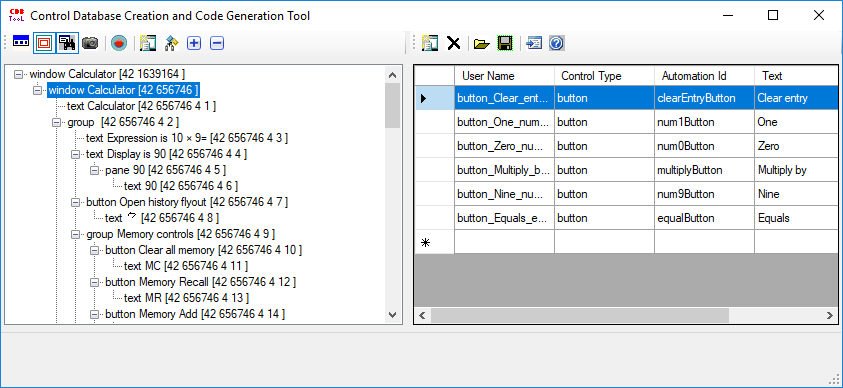 CDB
TooL
Control Database Creation and Code Generation Tool
window Calculator [42 1639164 ]
window Calculator [42 656746 ]
text Calculator [42 656746 4 1 ]
group [42 656746 4 2 ]
text Expression is 10 × 9= [42 656746 4 3 ]
text Display is 90 [42 656746 4 4 ]
pane 90 [42 656746 4 5 ]
text 90 [42 656746 4 6 ]
button Open history flyout [42 656746 4 7 ]
text [42 656746 4 8 ]
group Memory controls [42 656746 4 9 ]
button Clear all memory [42 656746 4 10 ]
text MC [42 656746 4 11 ]
button Memory Recall [42 656746 4 12 ]
text MR [42 656746 4 13 ]
button Memory Add [42 656746 4 14 ]
User Name Control Type Automation Id Text
button_Clear_ent... button clearEntryButton Clear entry
button_One_num... button num1Button One
button_Zero_nu... button num0Button Zero
button_Multiply_b... button multiplyButton Multiply by
button_Nine_nu... button num9Button Nine
button_Equals_e... button equalButton Equals